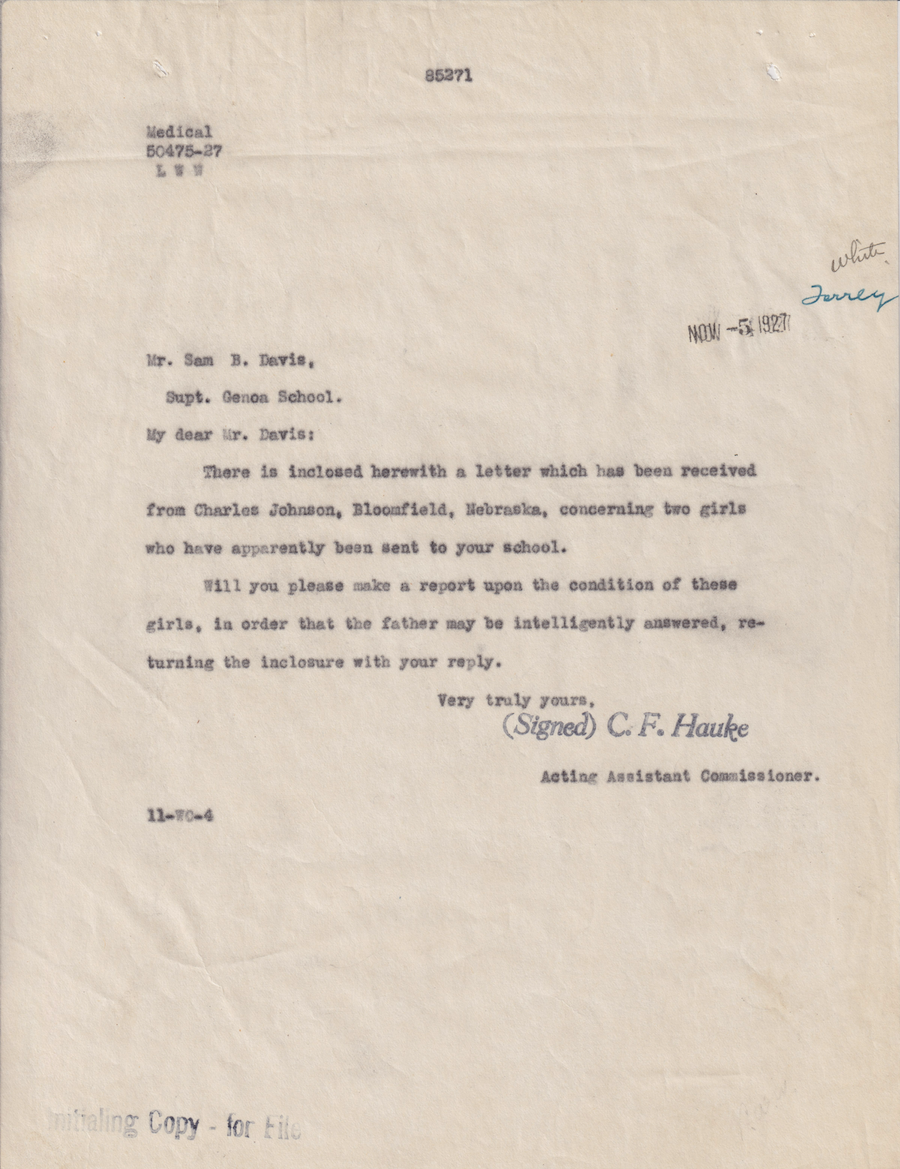 85271
Medical
50475-27
L W W
white
Torrey
NOV -5 1927
Mr. Sam B. Davis,
Supt. Genoa School.
My dear Mr. Davis:
There is inclosed herewith a letter which has been received
from Charles Johnson, Bloomfield, Nebraska, concerning two girls
who have apparently been sent to your school.
Will you please make a report upon the condition of these
girls, in order that the father may be intelligently answered, re-
turning the inclosure with your reply.
Very truly yours,
(Signed) C. F. Hauke
Acting Assistant Commissioner.
11-WC-4
Initialing Copy - for File